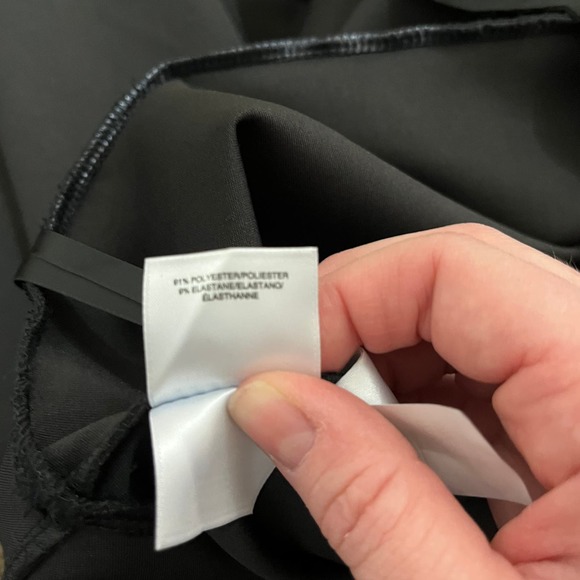 91% POLYESTER/POLIESTER
9% ELASTANE/ELASTANO/
ÉLASTHANNE